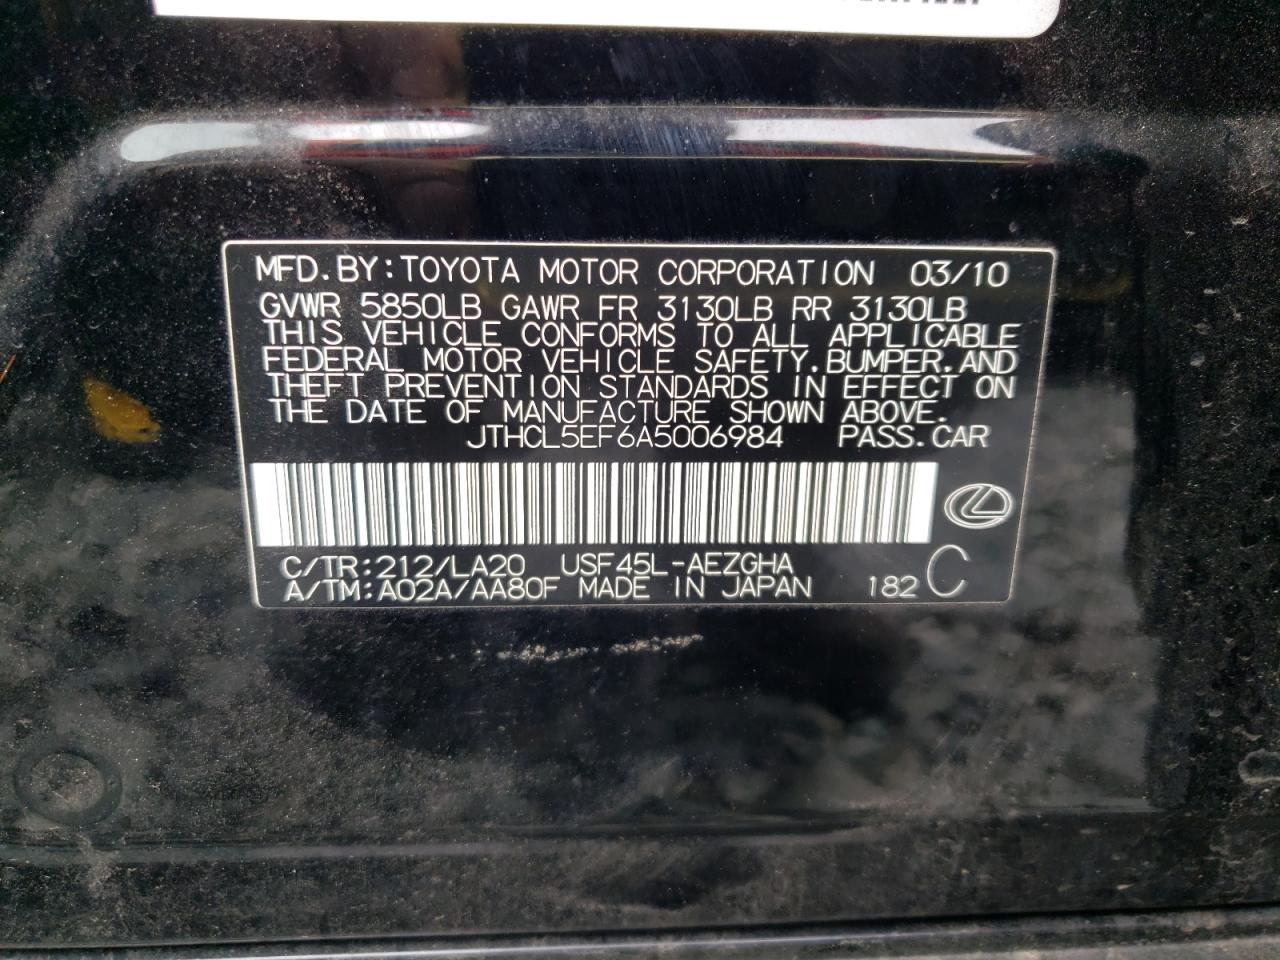 MFD.BY:TOYOTA MOTOR CORPORATION 03/10
GVWR 5850LB GAWR FR 3130LB RR 3130LB
THIS VEHICLE CONFORMS TO ALL APPLICABLE
FEDERAL MOTOR VEHICLE SAFETY.BUMPER.AND
THEFT PREVENTION STANDARDS IN EFFECT ON
THE DATE OF MANUFACTURE SHOWN ABOVE.
JTHCL5EF6A5006984 PASS.CAR
C/TR:212/LA20 USF45L-AEZGHA
A/TM:A02A/AA80F MADE IN JAPAN 182 C